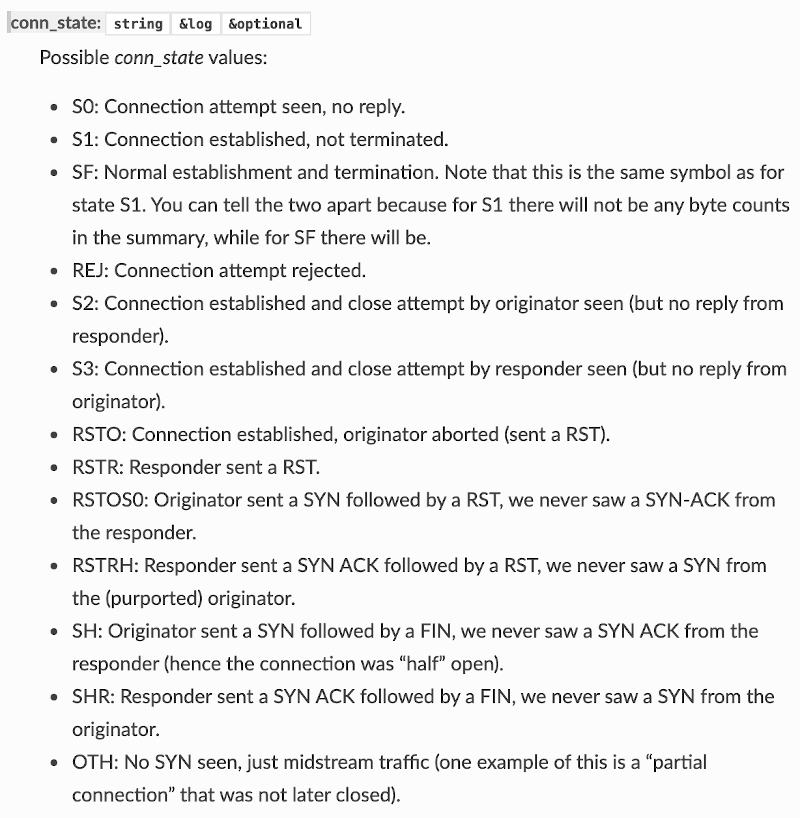 conn_state: string &log &optional
Possible conn_state values:
• S0: Connection attempt seen, no reply.
• S1: Connection established, not terminated.
• SF: Normal establishment and termination. Note that this is the same symbol as for
state S1. You can tell the two apart because for S1 there will not be any byte counts
in the summary, while for SF there will be.
• REJ: Connection attempt rejected.
• S2: Connection established and close attempt by originator seen (but no reply from
responder).
• S3: Connection established and close attempt by responder seen (but no reply from
originator).
• RSTO: Connection established, originator aborted (sent a RST).
• RSTR: Responder sent a RST.
• RSTOS0: Originator sent a SYN followed by a RST, we never saw a SYN-ACK from
the responder.
• RSTRH: Responder sent a SYN ACK followed by a RST, we never saw a SYN from
the (purported) originator.
• SH: Originator sent a SYN followed by a FIN, we never saw a SYN ACK from the
responder (hence the connection was “half” open).
• SHR: Responder sent a SYN ACK followed by a FIN, we never saw a SYN from the
originator.
• OTH: No SYN seen, just midstream traffic (one example of this is a “partial
connection” that was not later closed).